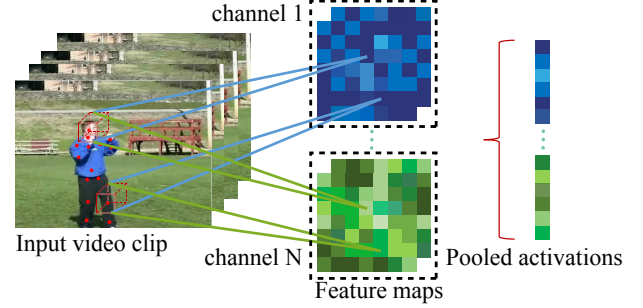 channel 1
Input video clip
channel N
Feature maps
Pooled activations